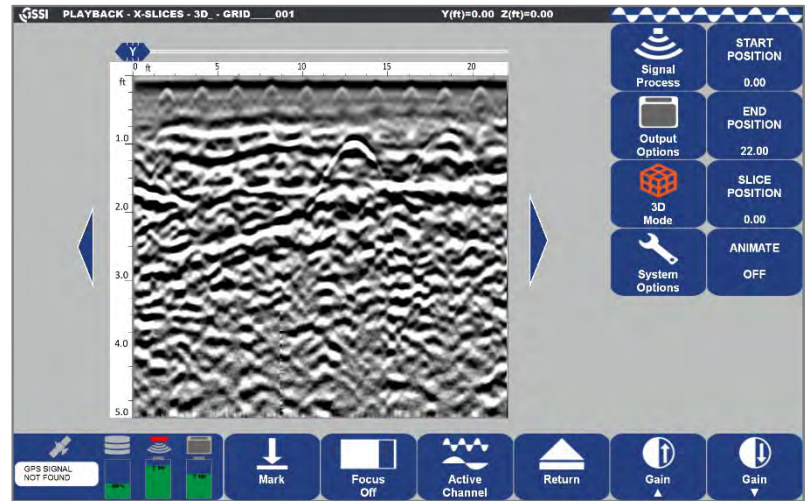 GSSI PLAYBACK - X-SLICES - 3D_ - GRID____001 Y(ft)=0.00 Z(ft)=0.00
Y
0 ft 5 10 15 20
ft
1.0
2.0
3.0
4.0
5.0
Signal
Process
START
POSITION
0.00
Output
Options
END
POSITION
22.00
3D
Mode
SLICE
POSITION
0.00
System
Options
ANIMATE
OFF
GPS SIGNAL
NOT FOUND
Mark
Focus
Off
Active
Channel
Return
Gain
Gain